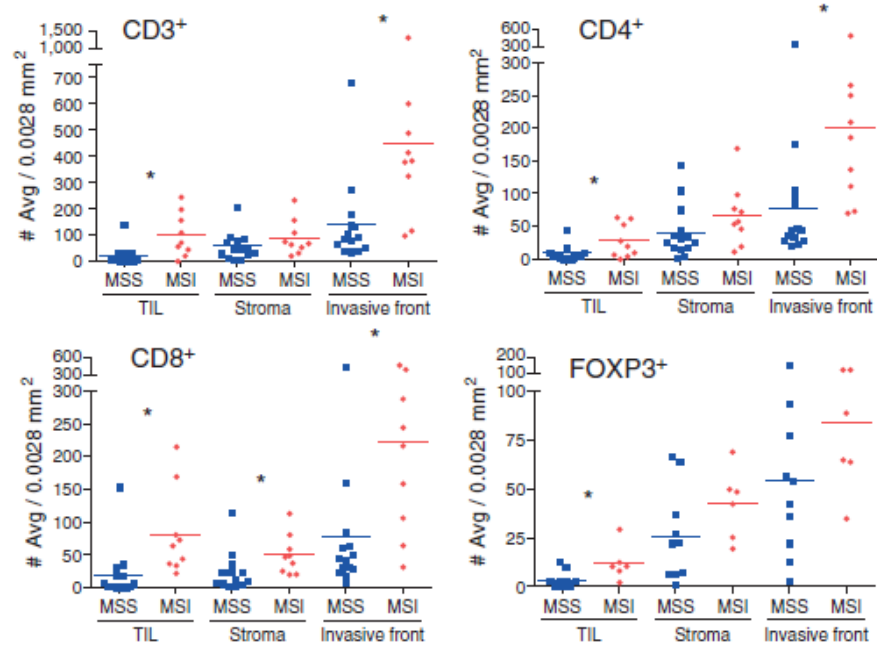 CD3⁺
*
*
# Avg / 0.0028 mm²
1,500
1,000
700
600
500
400
300
200
100
0
MSS MSI MSS MSI MSS MSI
TIL Stroma Invasive front
CD4⁺
*
*
# Avg / 0.0028 mm²
600
300
300
250
200
150
100
50
0
MSS MSI MSS MSI MSS MSI
TIL Stroma Invasive front
CD8⁺
*
*
*
# Avg / 0.0028 mm²
600
300
300
250
200
150
100
50
0
MSS MSI MSS MSI MSS MSI
TIL Stroma Invasive front
FOXP3⁺
*
# Avg / 0.0028 mm²
200
100
100
75
50
25
0
MSS MSI MSS MSI MSS MSI
TIL Stroma Invasive front